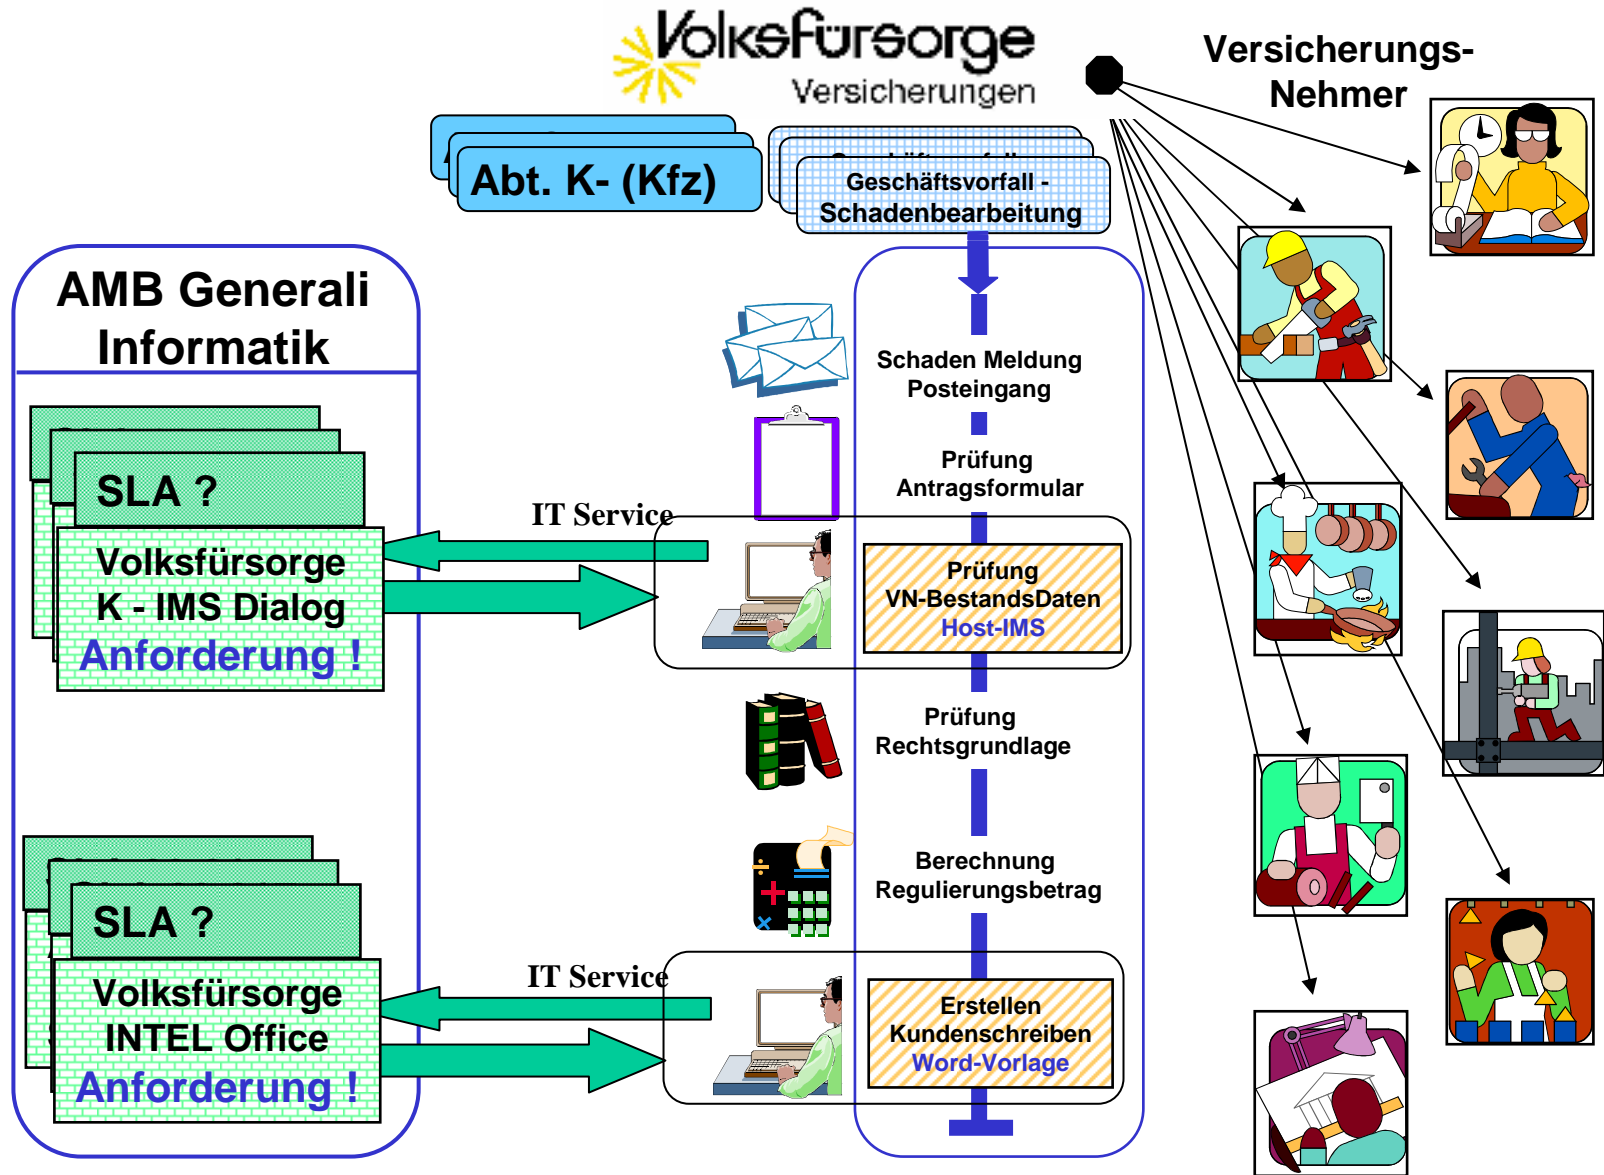 Volksfürsorge
Versicherungen
Versicherungs-
Nehmer
Abt. K- (Kfz)
Geschäftsvorfall -
Schadenbearbeitung
AMB Generali
Informatik
Schaden Meldung
Posteingang
Prüfung
Antragsformular
SLA ?
IT Service
Volksfürsorge
K - IMS Dialog
Anforderung !
Prüfung
VN-BestandsDaten
Host-IMS
Prüfung
Rechtsgrundlage
Berechnung
Regulierungsbetrag
SLA ?
IT Service
Volksfürsorge
INTEL Office
Anforderung !
Erstellen
Kundenschreiben
Word-Vorlage